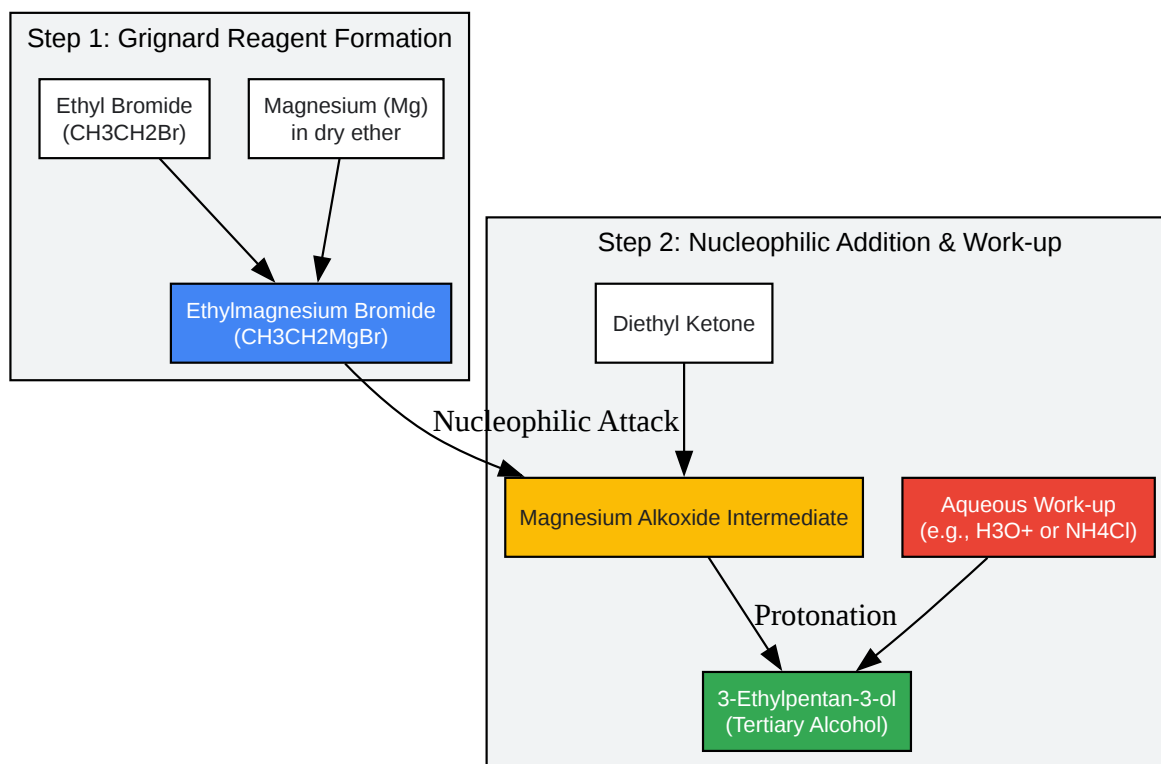 Step 1: Grignard Reagent Formation
Ethyl Bromide
(CH3CH2Br)
Magnesium (Mg)
in dry ether
Ethylmagnesium Bromide
(CH3CH2MgBr)
Step 2: Nucleophilic Addition & Work-up
Diethyl Ketone
Nucleophilic Attack
Magnesium Alkoxide Intermediate
Aqueous Work-up
(e.g., H3O+ or NH4Cl)
Protonation
3-Ethylpentan-3-ol
(Tertiary Alcohol)